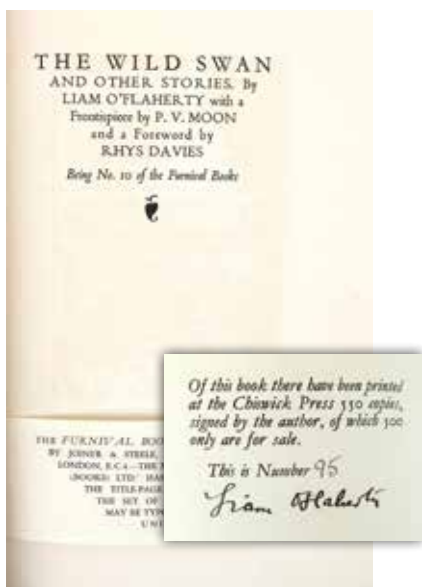 THE WILD SWAN
AND OTHER STORIES. By
LIAM O'FLAHERTY with a
Frontispiece by P. V. MOON
and a Foreword by
RHYS DAVIES
Being No. 10 of the Furnival Books
THE FURNIVAL BOO
BY JOINER & STEELE,
LONDON, E.C.4—THE
(BOOKS) LTD
THE TITLE-PAGE
THE SET OF
MAY BE
UNI
Of this book there have been printed
at the Chiswick Press 550 copies,
signed by the author, of which 500
only are for sale.
This is Number 95
Liam O'Flaherty